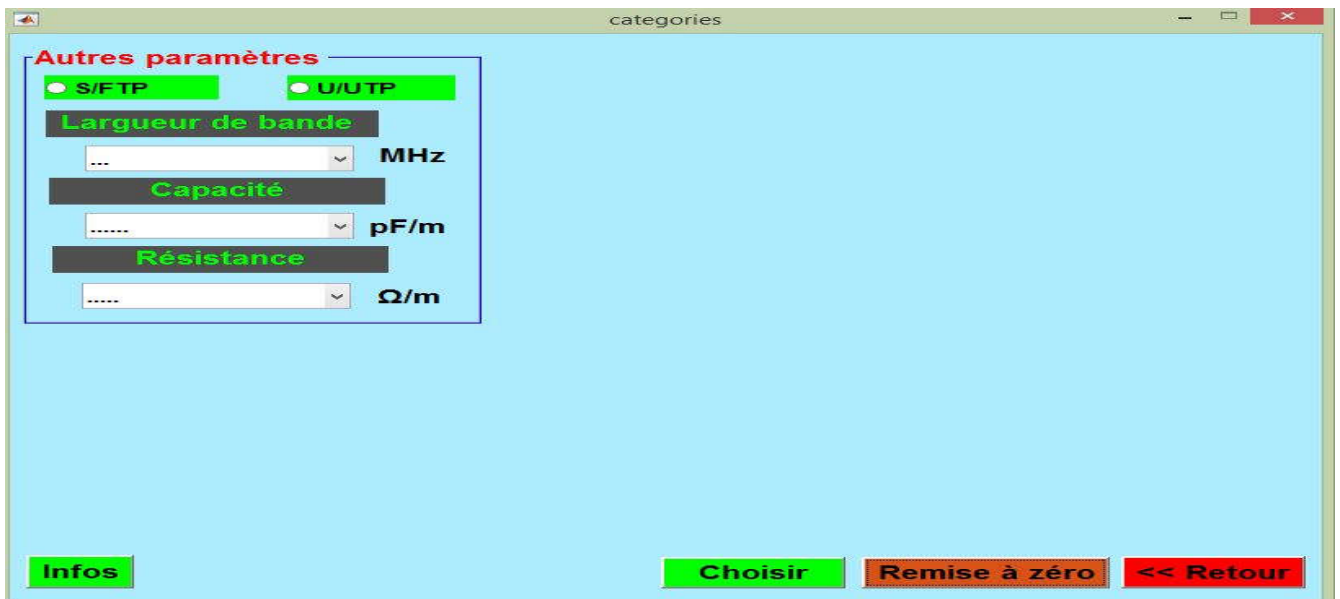 categories
Autres paramètres
S/FTP U/UTP
Largueur de bande
... MHz
Capacité
...... pF/m
Résistance
..... Ω/m
Infos Choisir Remise à zéro << Retour